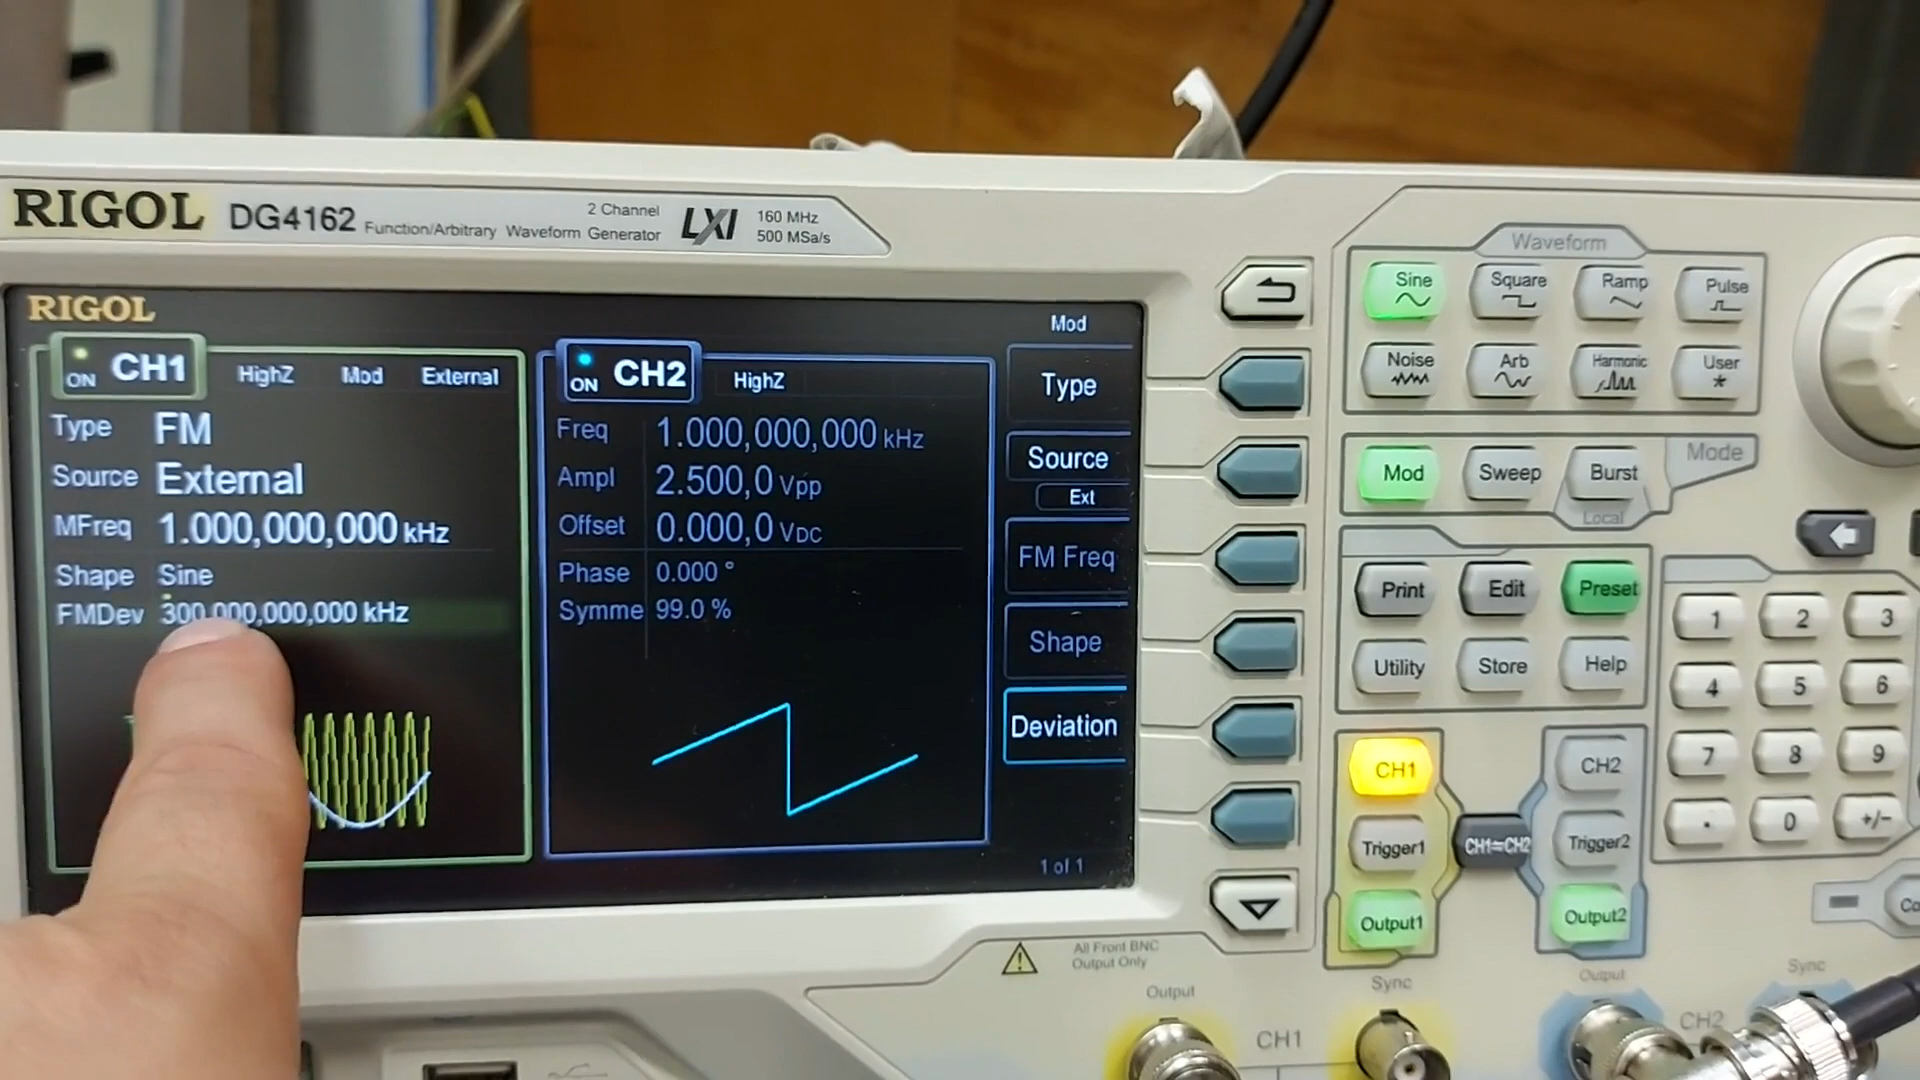 RIGOL DG4162 Function/Arbitrary Waveform Generator
2 Channel
LXI
160 MHz
500 MSa/s
RIGOL
ON CH1 HighZ Mod External
Type FM
Source External
MFreq 1.000,000,000 kHz
Shape Sine
FMDev 300.000,000,000 kHz
ON CH2 HighZ
Freq 1.000,000,000 kHz
Ampl 2.500,0 Vpp
Offset 0.000,0 VDC
Phase 0.000 °
Symme 99.0 %
Mod
Type
Source
Ext
FM Freq
Shape
Deviation
1 of 1
Waveform
Sine Square Ramp Pulse
Noise Arb Harmonic User
Mod Sweep Burst Mode
Local
Print Edit Preset
Utility Store Help
1 2 3
4 5 6
7 8 9
. 0 +/-
CH1 CH2
Trigger1 CH1⇌CH2 Trigger2
Output1 Output2
All Front BNC
Output Only
Output Sync Output Sync
CH1 CH2